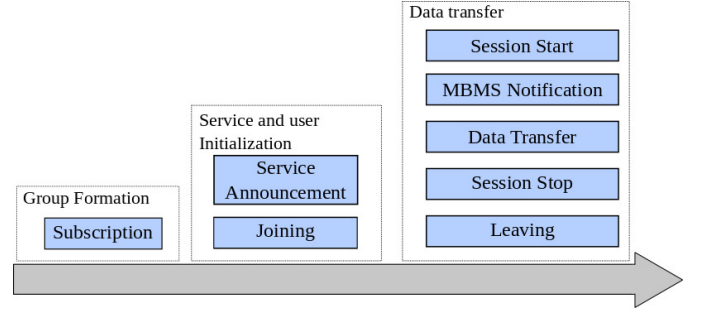 Data transfer
Session Start
MBMS Notification
Data Transfer
Session Stop
Leaving
Service and user
Initialization
Service
Announcement
Joining
Group Formation
Subscription